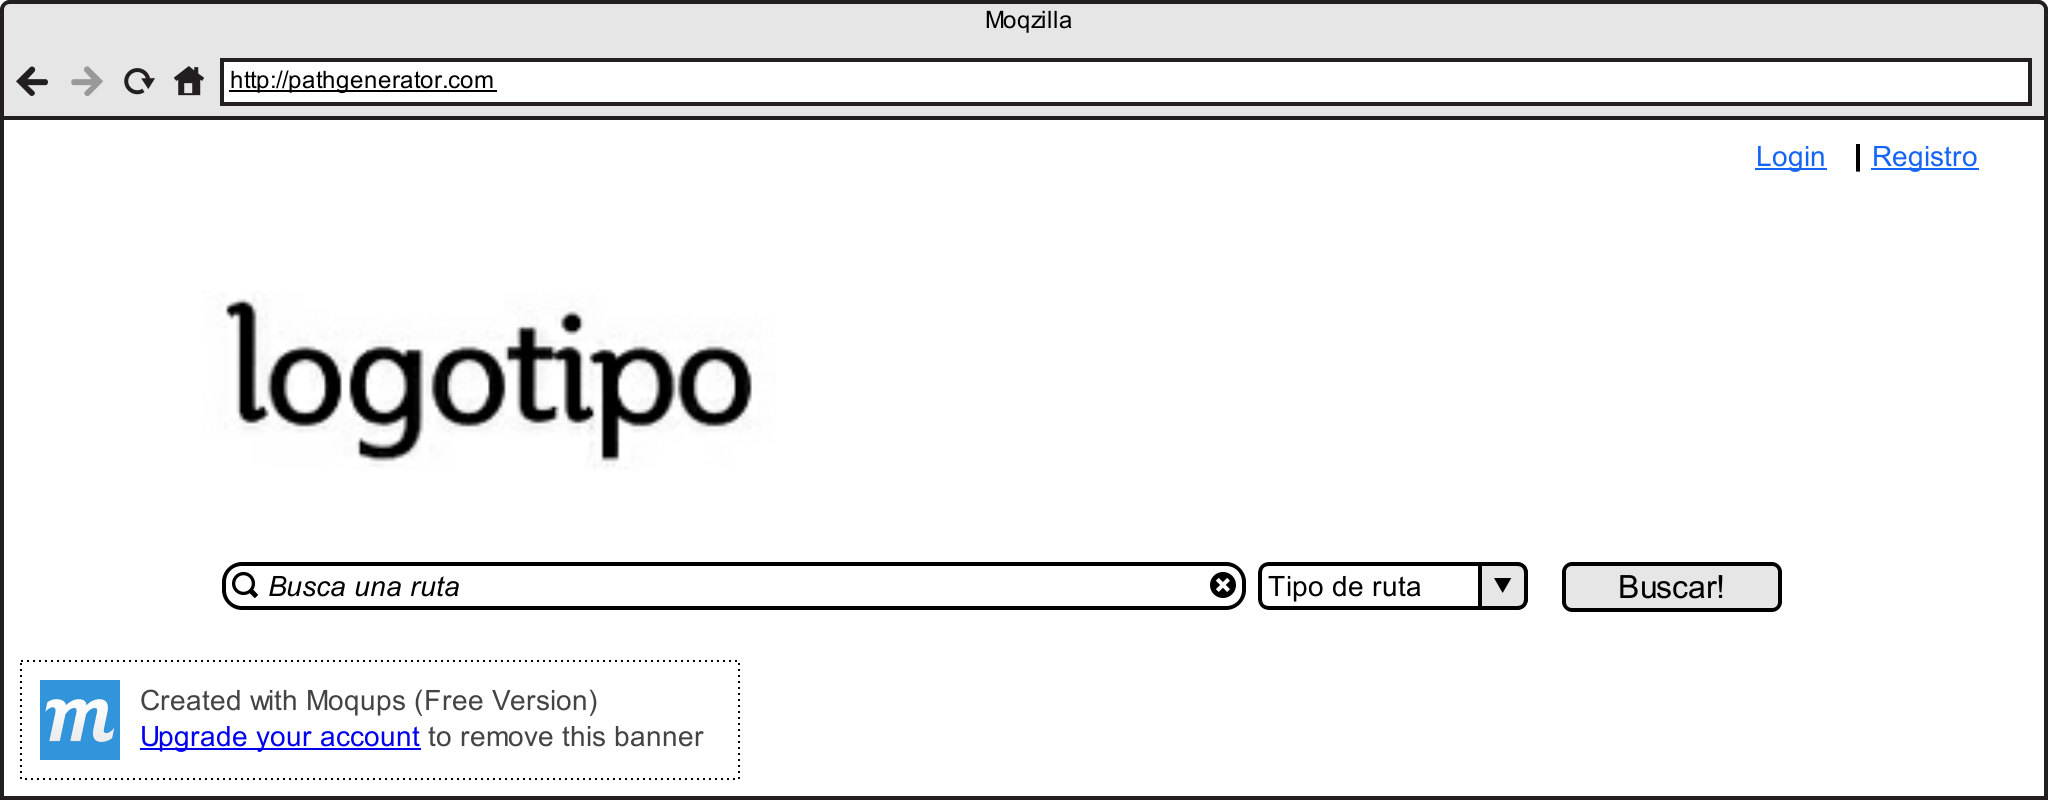 Moqzilla
http://pathgenerator.com
Login | Registro
logotipo
Busca una ruta
Tipo de ruta
Buscar!
m
Created with Moqups (Free Version)
Upgrade your account to remove this banner